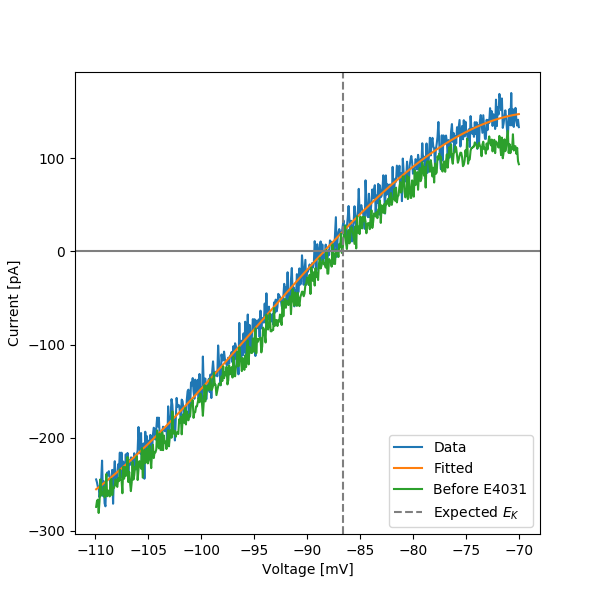 100
0
−100
−200
−300
Current [pA]
−110
−105
−100
−95
−90
−85
−80
−75
−70
Voltage [mV]
Data
Fitted
Before E4031
Expected E_K